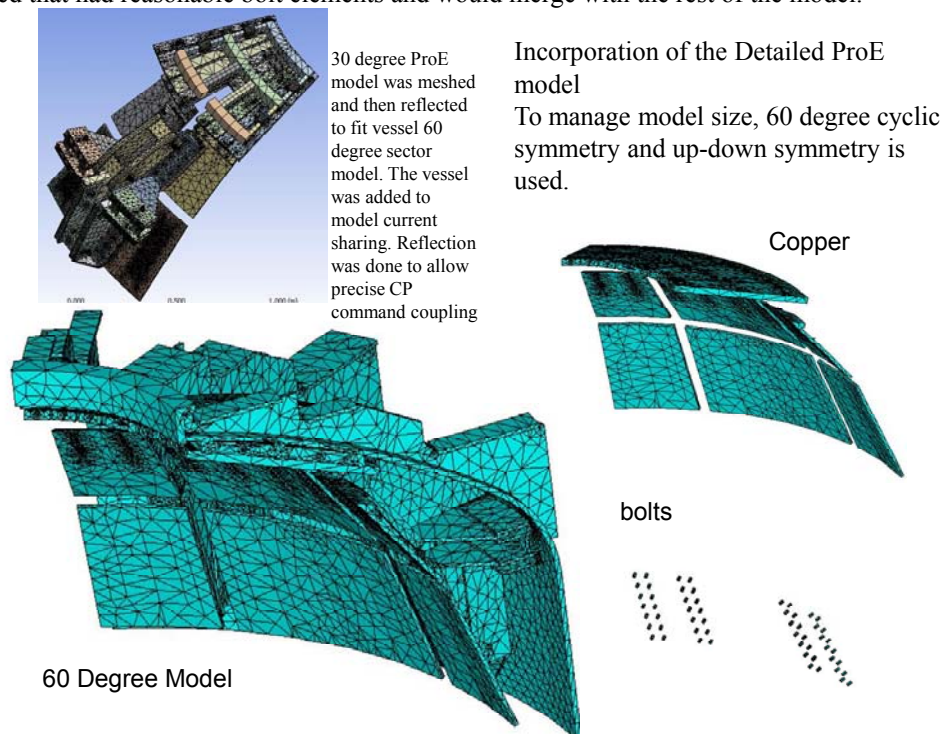 ed that had reasonable bolt elements and would merge with the rest of the model.
30 degree ProE
model was meshed
and then reflected
to fit vessel 60
degree sector
model. The vessel
was added to
model current
sharing. Reflection
was done to allow
precise CP
command coupling
Incorporation of the Detailed ProE
model
To manage model size, 60 degree cyclic
symmetry and up-down symmetry is
used.
0.000 0.500 1.000 (m)
Copper
bolts
60 Degree Model